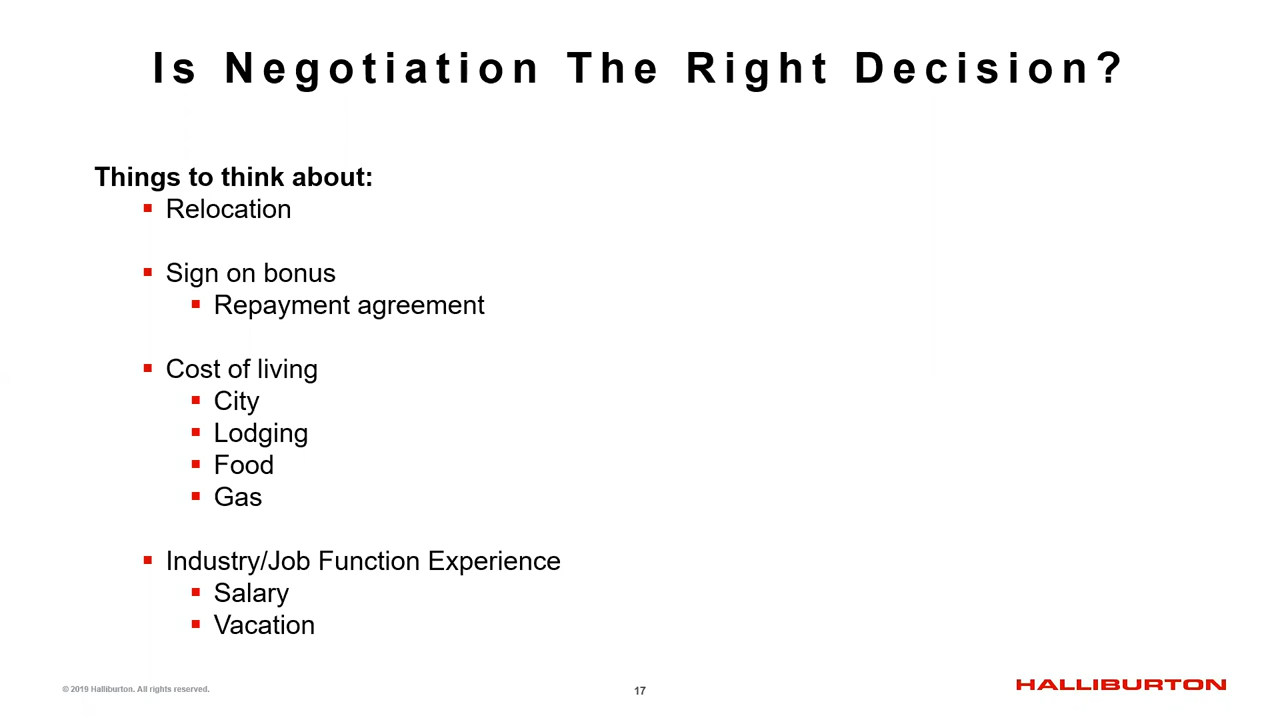 Is Negotiation The Right Decision?
Things to think about:
Relocation
Sign on bonus
Repayment agreement
Cost of living
City
Lodging
Food
Gas
Industry/Job Function Experience
Salary
Vacation
© 2019 Halliburton. All rights reserved.
17
HALLIBURTON